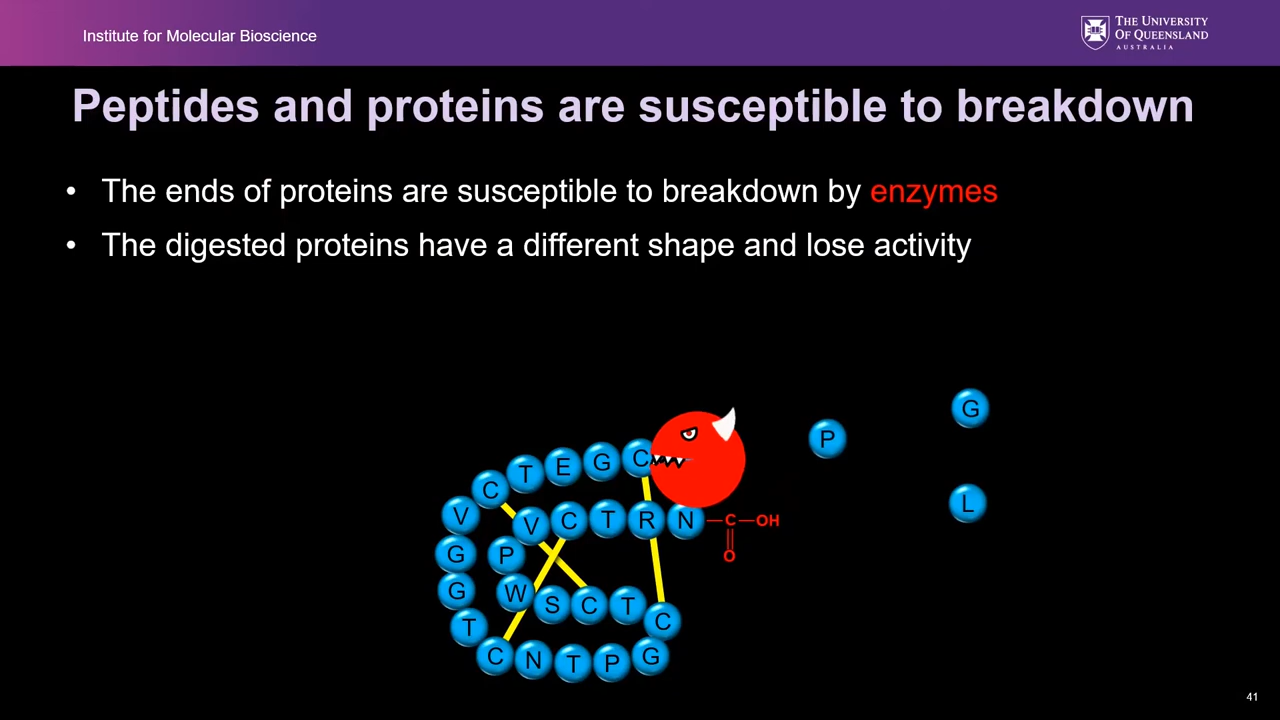 Institute for Molecular Bioscience
THE UNIVERSITY
OF QUEENSLAND
AUSTRALIA
Peptides and proteins are susceptible to breakdown
• The ends of proteins are susceptible to breakdown by enzymes
• The digested proteins have a different shape and lose activity
G
P
L
C T E G C
V
V C T R N C OH
O
G P
G W S C T C
T
C N T P G
41